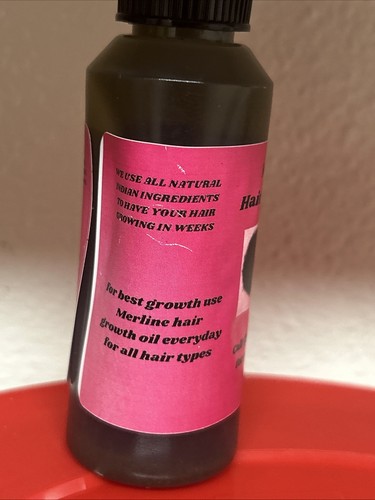 WE USE ALL NATURAL
INDIAN INGREDIENTS
TO HAVE YOUR HAIR
GROWING IN WEEKS
for best growth use
Merline hair
growth oil everyday
for all hair types
Hair